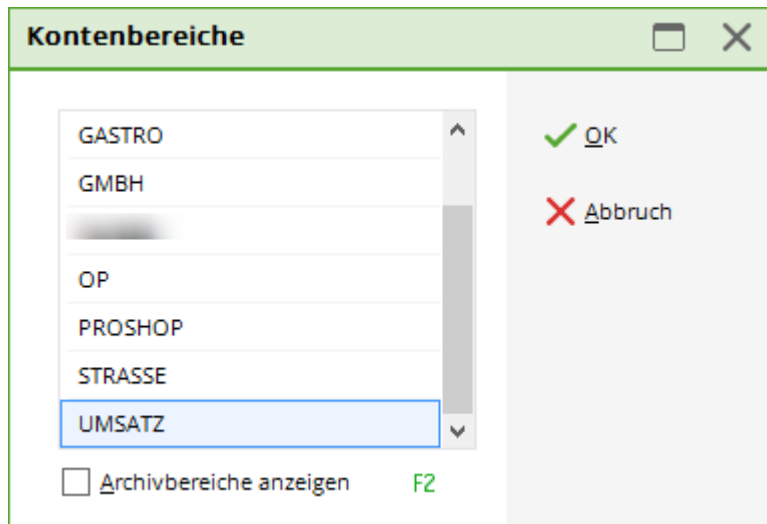 Kontenbereiche
GASTRO
GMBH
OP
PROSHOP
STRASSE
UMSATZ
Archivbereiche anzeigen F2
OK
Abbruch